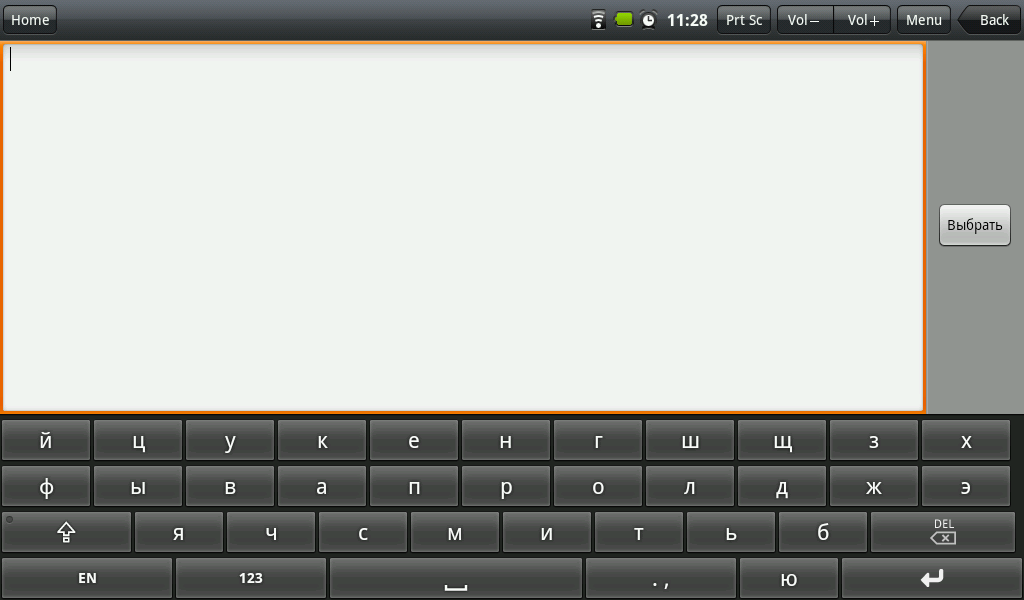 Home 11:28 Prt Sc Vol− Vol+ Menu Back
Выбрать
й ц у к е н г ш щ з х
ф ы в а п р о л д ж э
я ч с м и т ь б DEL
EN 123 . , ю